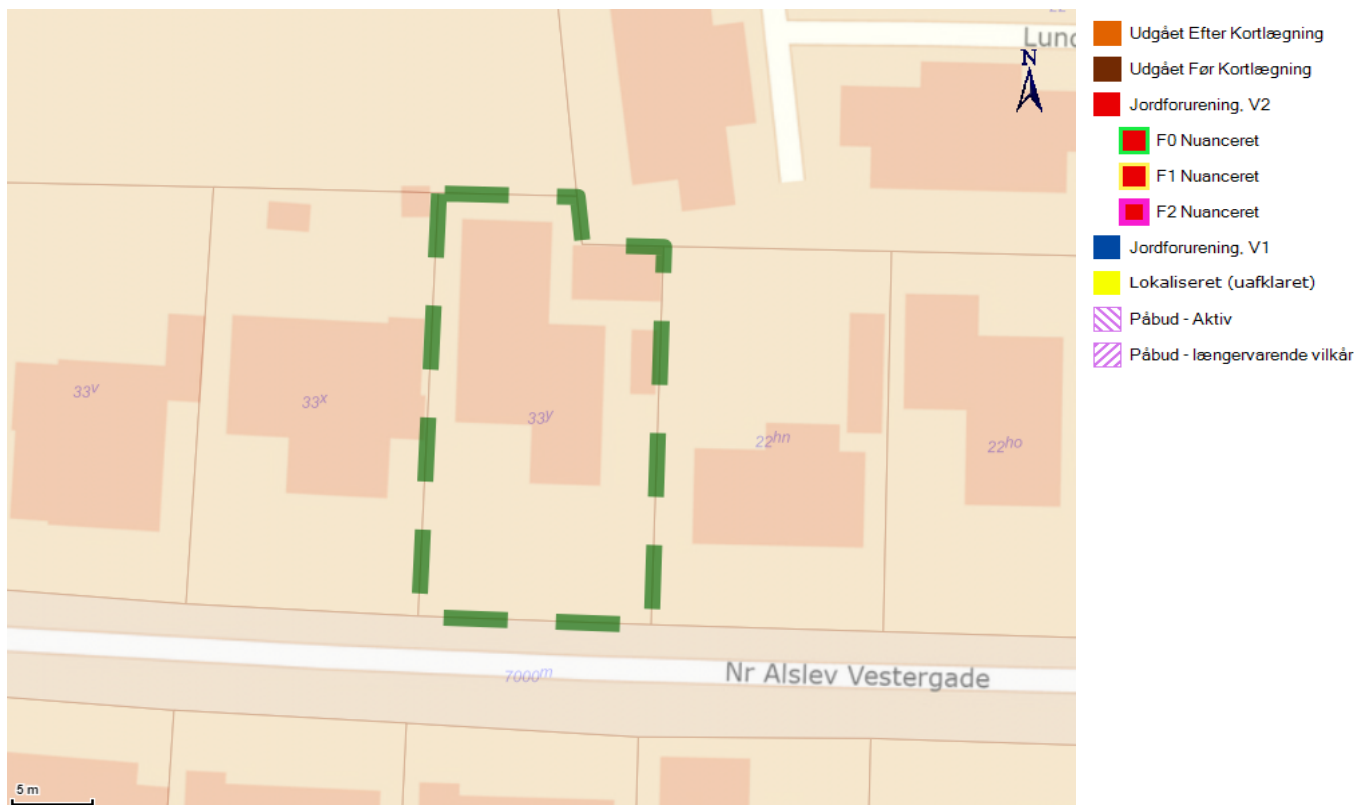 22
Lund
N
33v
33x
33y
22hn
22ho
7000m
Nr Alslev Vestergade
5 m
Udgået Efter Kortlægning
Udgået Før Kortlægning
Jordforurening, V2
F0 Nuanceret
F1 Nuanceret
F2 Nuanceret
Jordforurening, V1
Lokaliseret (uafklaret)
Påbud - Aktiv
Påbud - længervarende vilkår